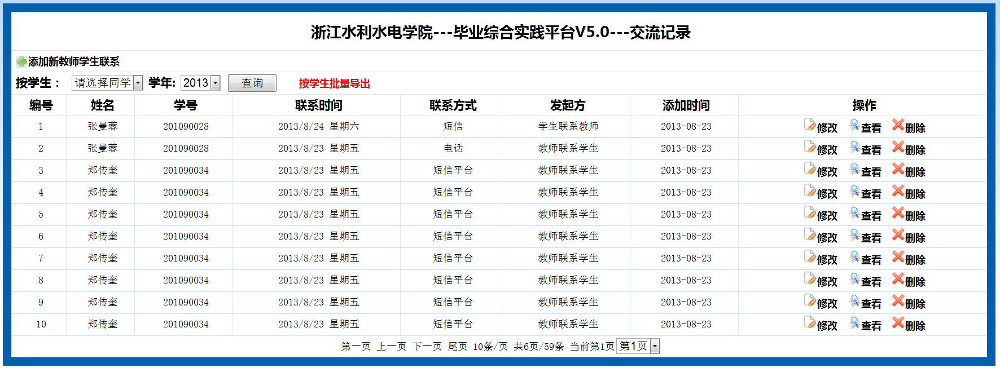 浙江水利水电学院---毕业综合实践平台V5.0---交流记录
添加新教师学生联系
按学生： 请选择同学 学年: 2013 查询 按学生批量导出
编号 姓名 学号 联系时间 联系方式 发起方 添加时间 操作
1 张曼蓉 201090028 2013/8/24 星期六 短信 学生联系教师 2013-08-23 修改 查看 删除
2 张曼蓉 201090028 2013/8/23 星期五 电话 教师联系学生 2013-08-23 修改 查看 删除
3 郑传奎 201090034 2013/8/23 星期五 短信平台 教师联系学生 2013-08-23 修改 查看 删除
4 郑传奎 201090034 2013/8/23 星期五 短信平台 教师联系学生 2013-08-23 修改 查看 删除
5 郑传奎 201090034 2013/8/23 星期五 短信平台 教师联系学生 2013-08-23 修改 查看 删除
6 郑传奎 201090034 2013/8/23 星期五 短信平台 教师联系学生 2013-08-23 修改 查看 删除
7 郑传奎 201090034 2013/8/23 星期五 短信平台 教师联系学生 2013-08-23 修改 查看 删除
8 郑传奎 201090034 2013/8/23 星期五 短信平台 教师联系学生 2013-08-23 修改 查看 删除
9 郑传奎 201090034 2013/8/23 星期五 短信平台 教师联系学生 2013-08-23 修改 查看 删除
10 郑传奎 201090034 2013/8/23 星期五 短信平台 教师联系学生 2013-08-23 修改 查看 删除
第一页 上一页 下一页 尾页 10条/页 共6页/59条 当前第1页 第1页